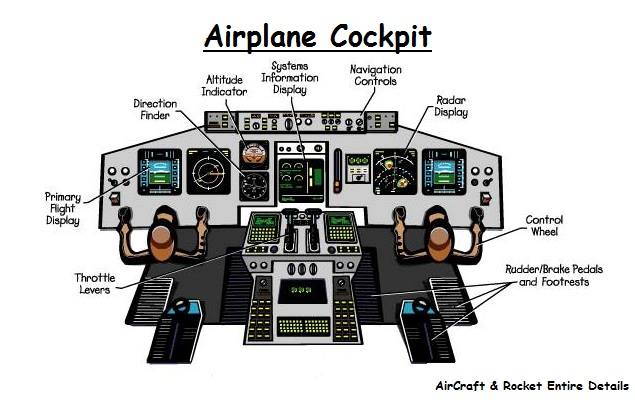 Airplane Cockpit
Systems
Information
Display
Navigation
Controls
Altitude
Indicator
Direction
Finder
Radar
Display
Primary
Flight
Display
Control
Wheel
Throttle
Levers
Rudder/Brake Pedals
and Footrests
AirCraft & Rocket Entire Details